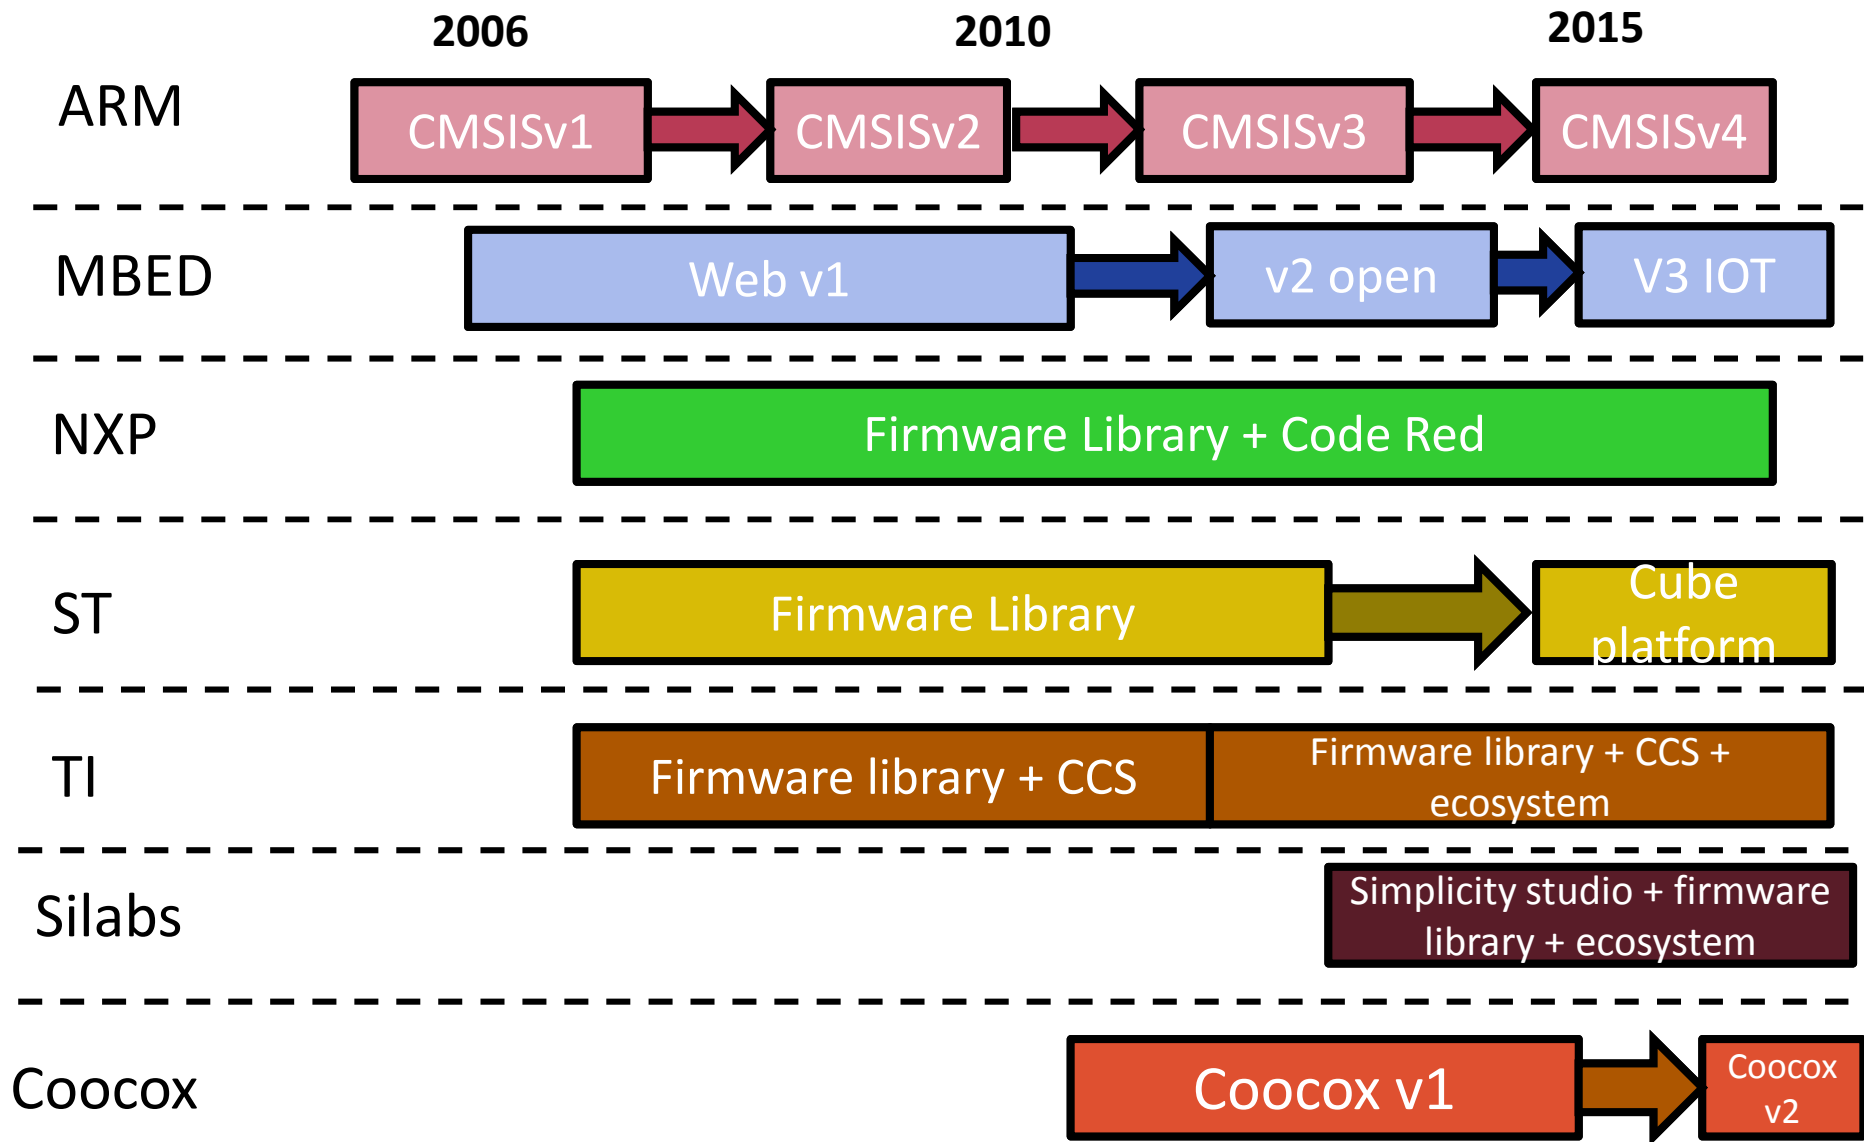 2006 2010 2015
ARM CMSISv1 CMSISv2 CMSISv3 CMSISv4
MBED Web v1 v2 open V3 IOT
NXP Firmware Library + Code Red
ST Firmware Library Cube
platform
TI Firmware library + CCS Firmware library + CCS +
ecosystem
Silabs Simplicity studio + firmware
library + ecosystem
Coocox Coocox v1 Coocox
v2